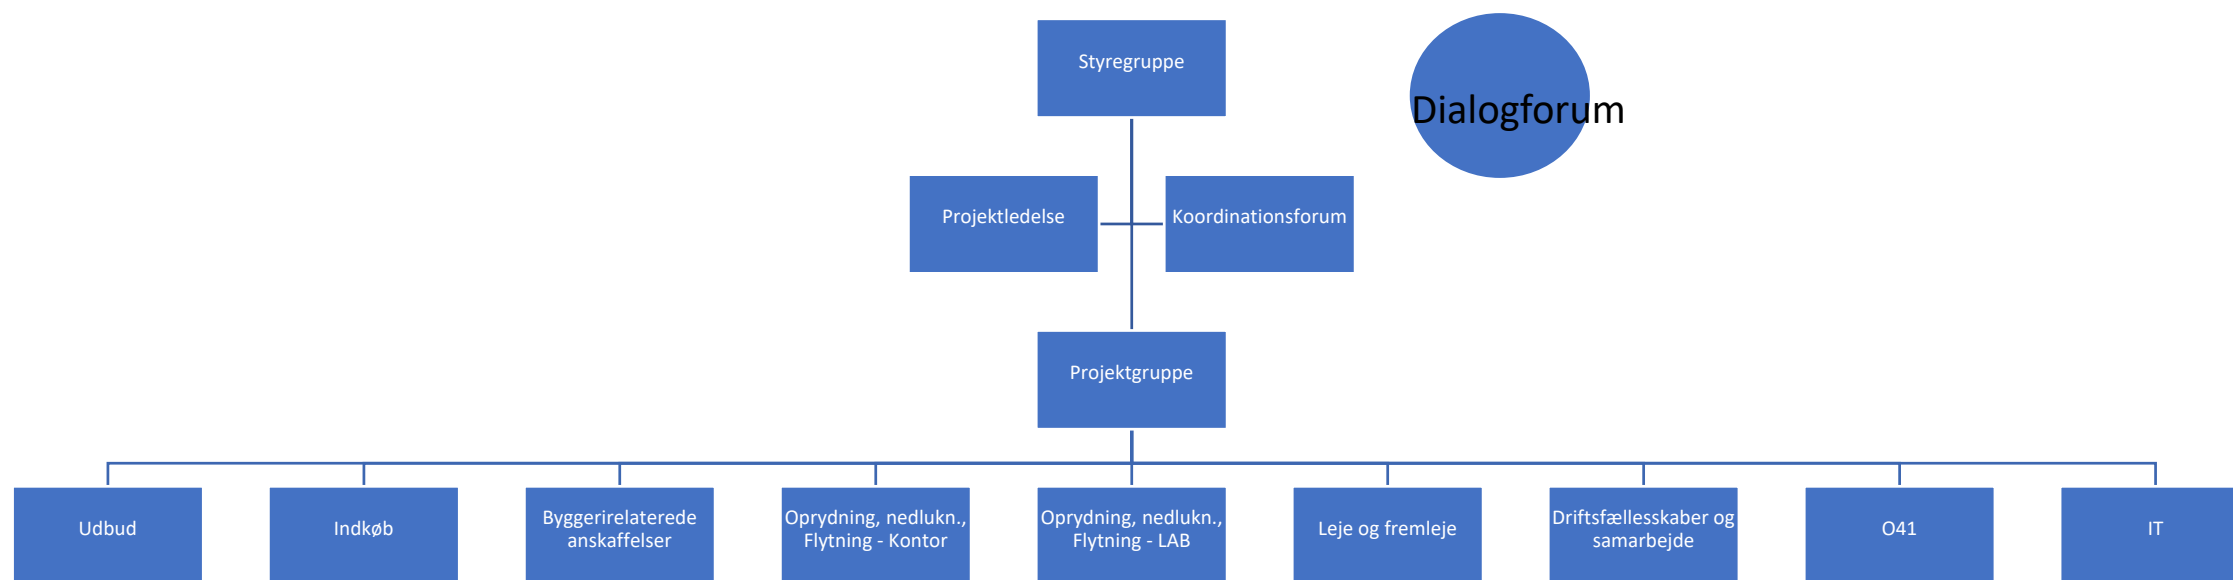 Styregruppe
Dialogforum
Projektledelse
Koordinationsforum
Projektgruppe
Udbud
Indkøb
Byggerirelaterede
anskaffelser
Oprydning, nedlukn.,
Flytning - Kontor
Oprydning, nedlukn.,
Flytning - LAB
Leje og fremleje
Driftsfællesskaber og
samarbejde
O41
IT